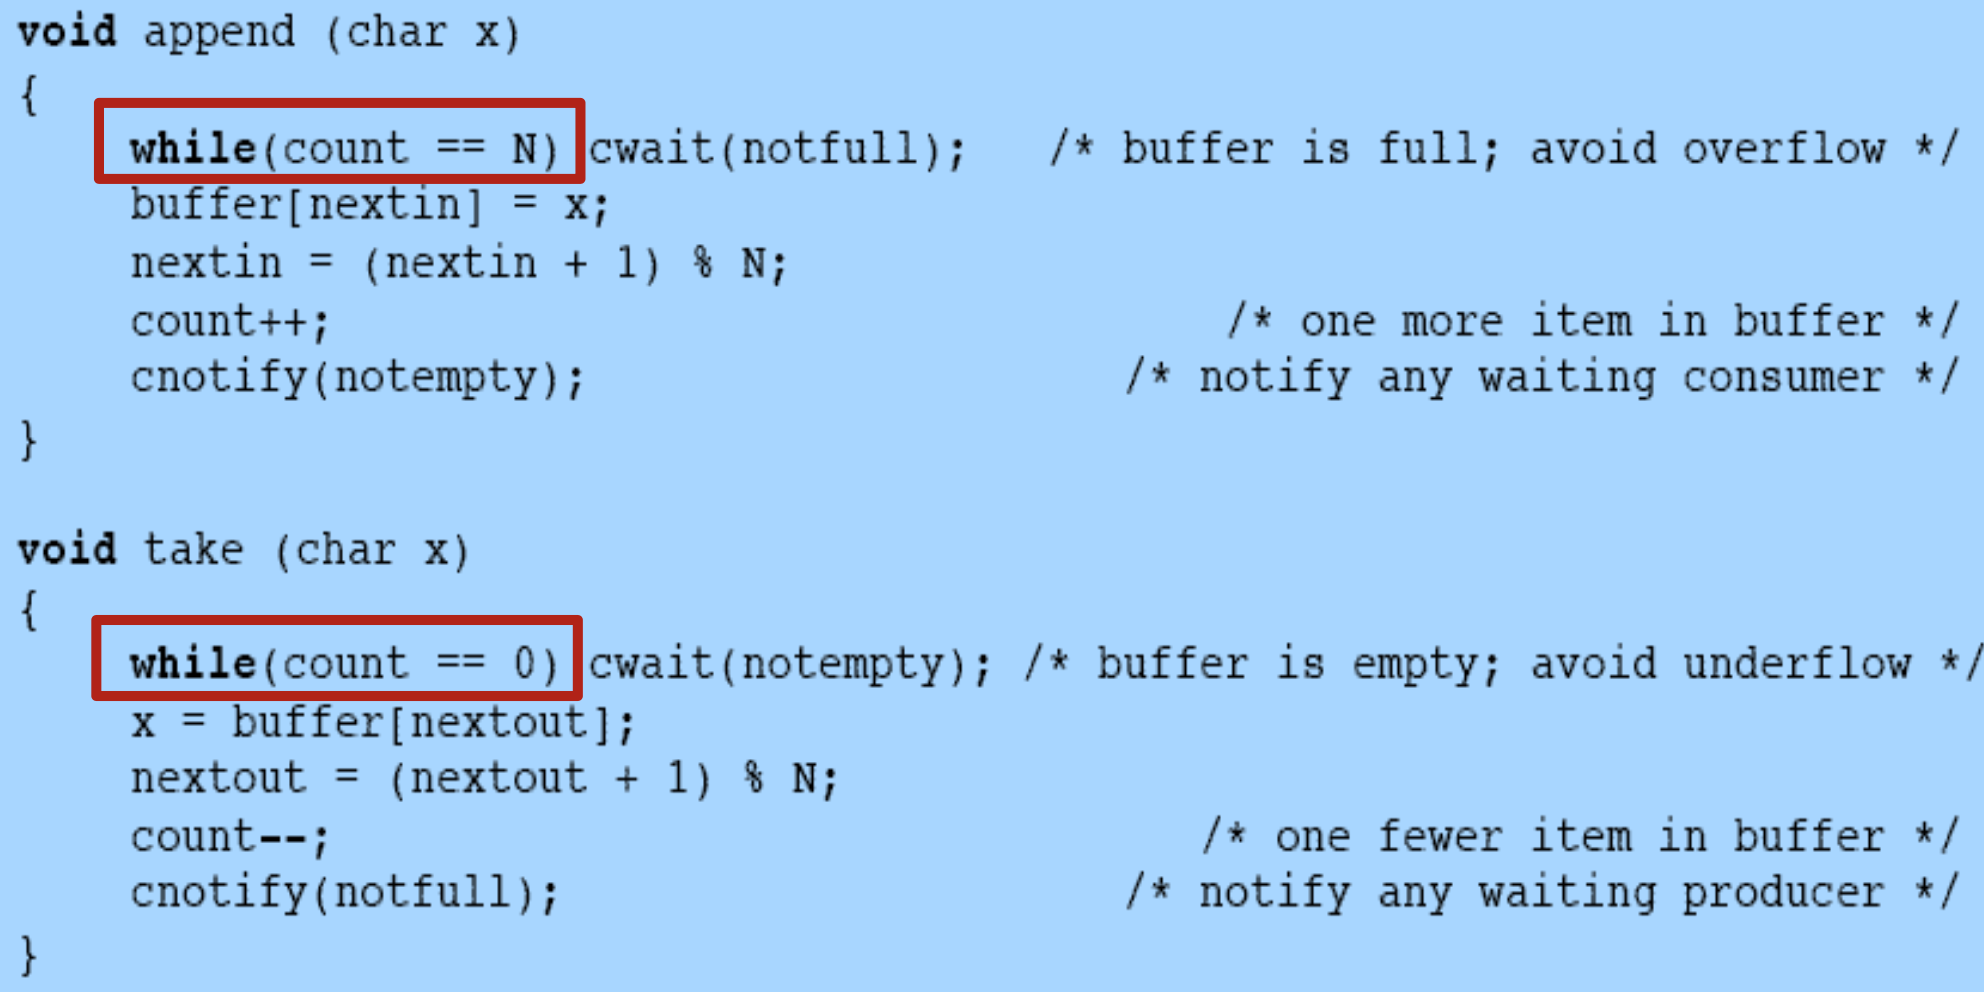 void append (char x)
{
while(count == N) cwait(notfull); /* buffer is full; avoid overflow */
buffer[nextin] = x;
nextin = (nextin + 1) % N;
count++; /* one more item in buffer */
cnotify(notempty); /* notify any waiting consumer */
}
void take (char x)
{
while(count == 0) cwait(notempty); /* buffer is empty; avoid underflow */
x = buffer[nextout];
nextout = (nextout + 1) % N;
count--; /* one fewer item in buffer */
cnotify(notfull); /* notify any waiting producer */
}